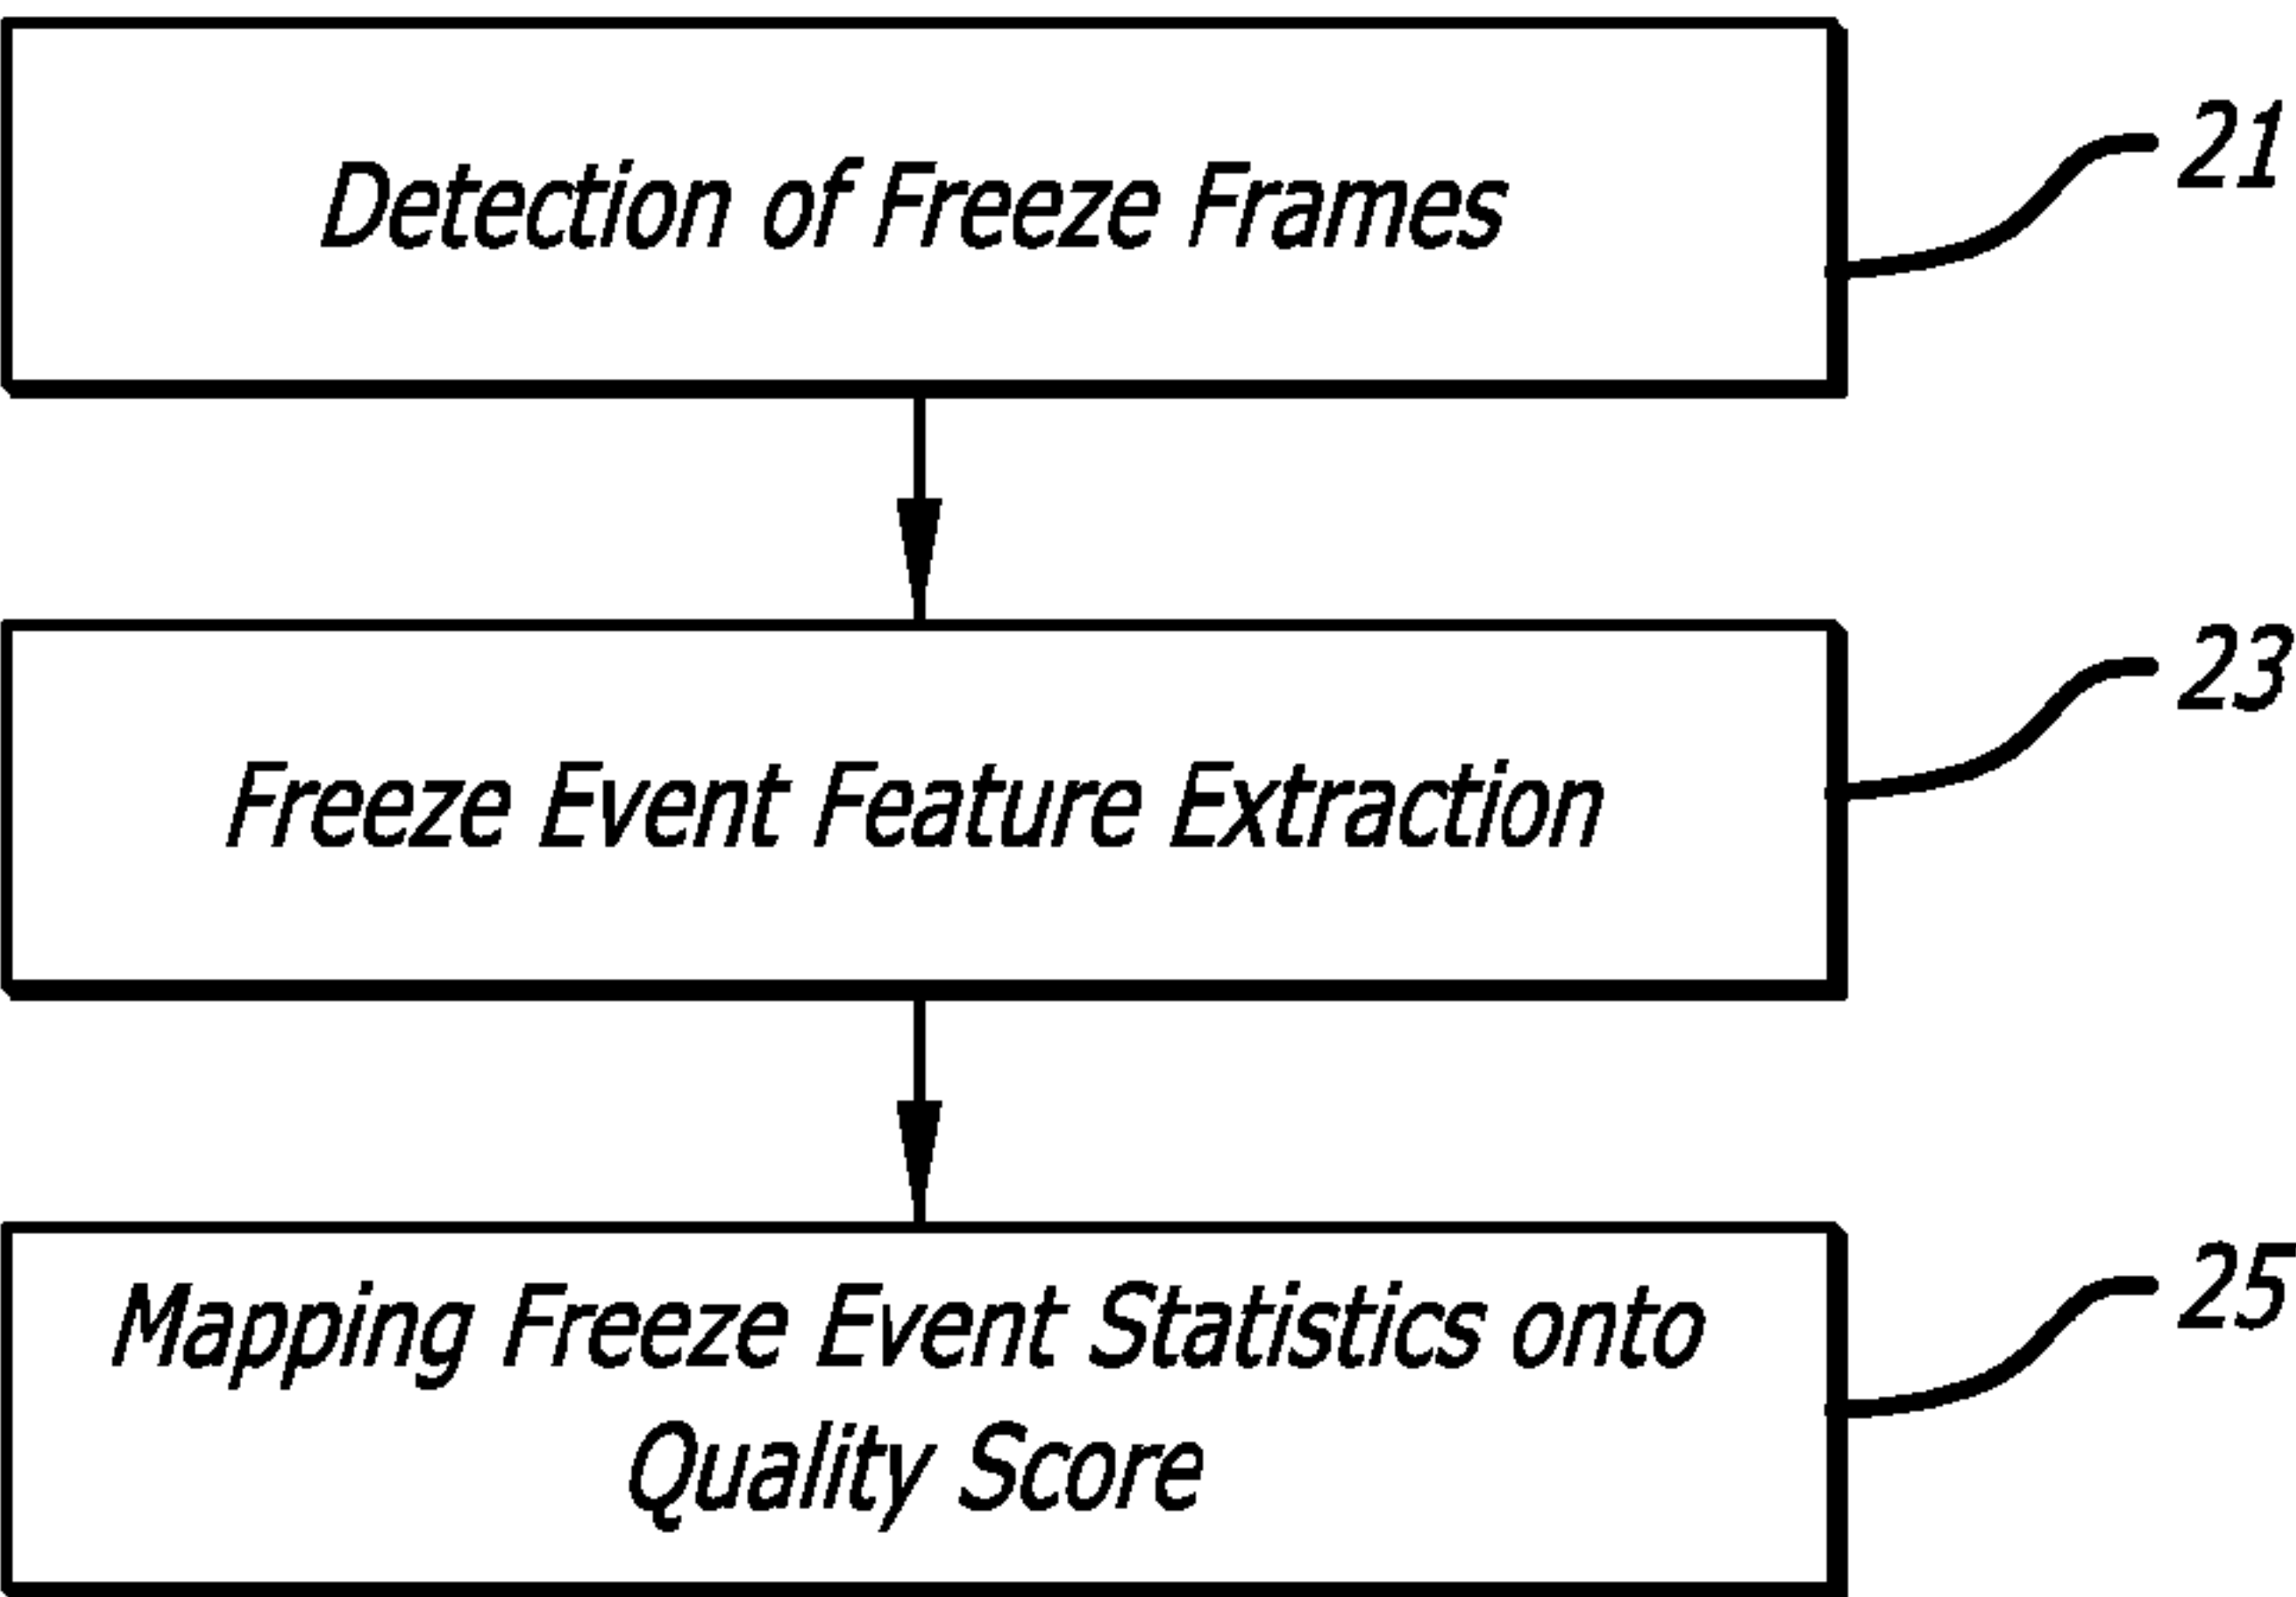 Detection of Freeze Frames
21
Freeze Event Feature Extraction
23
Mapping Freeze Event Statistics onto
Quality Score
25